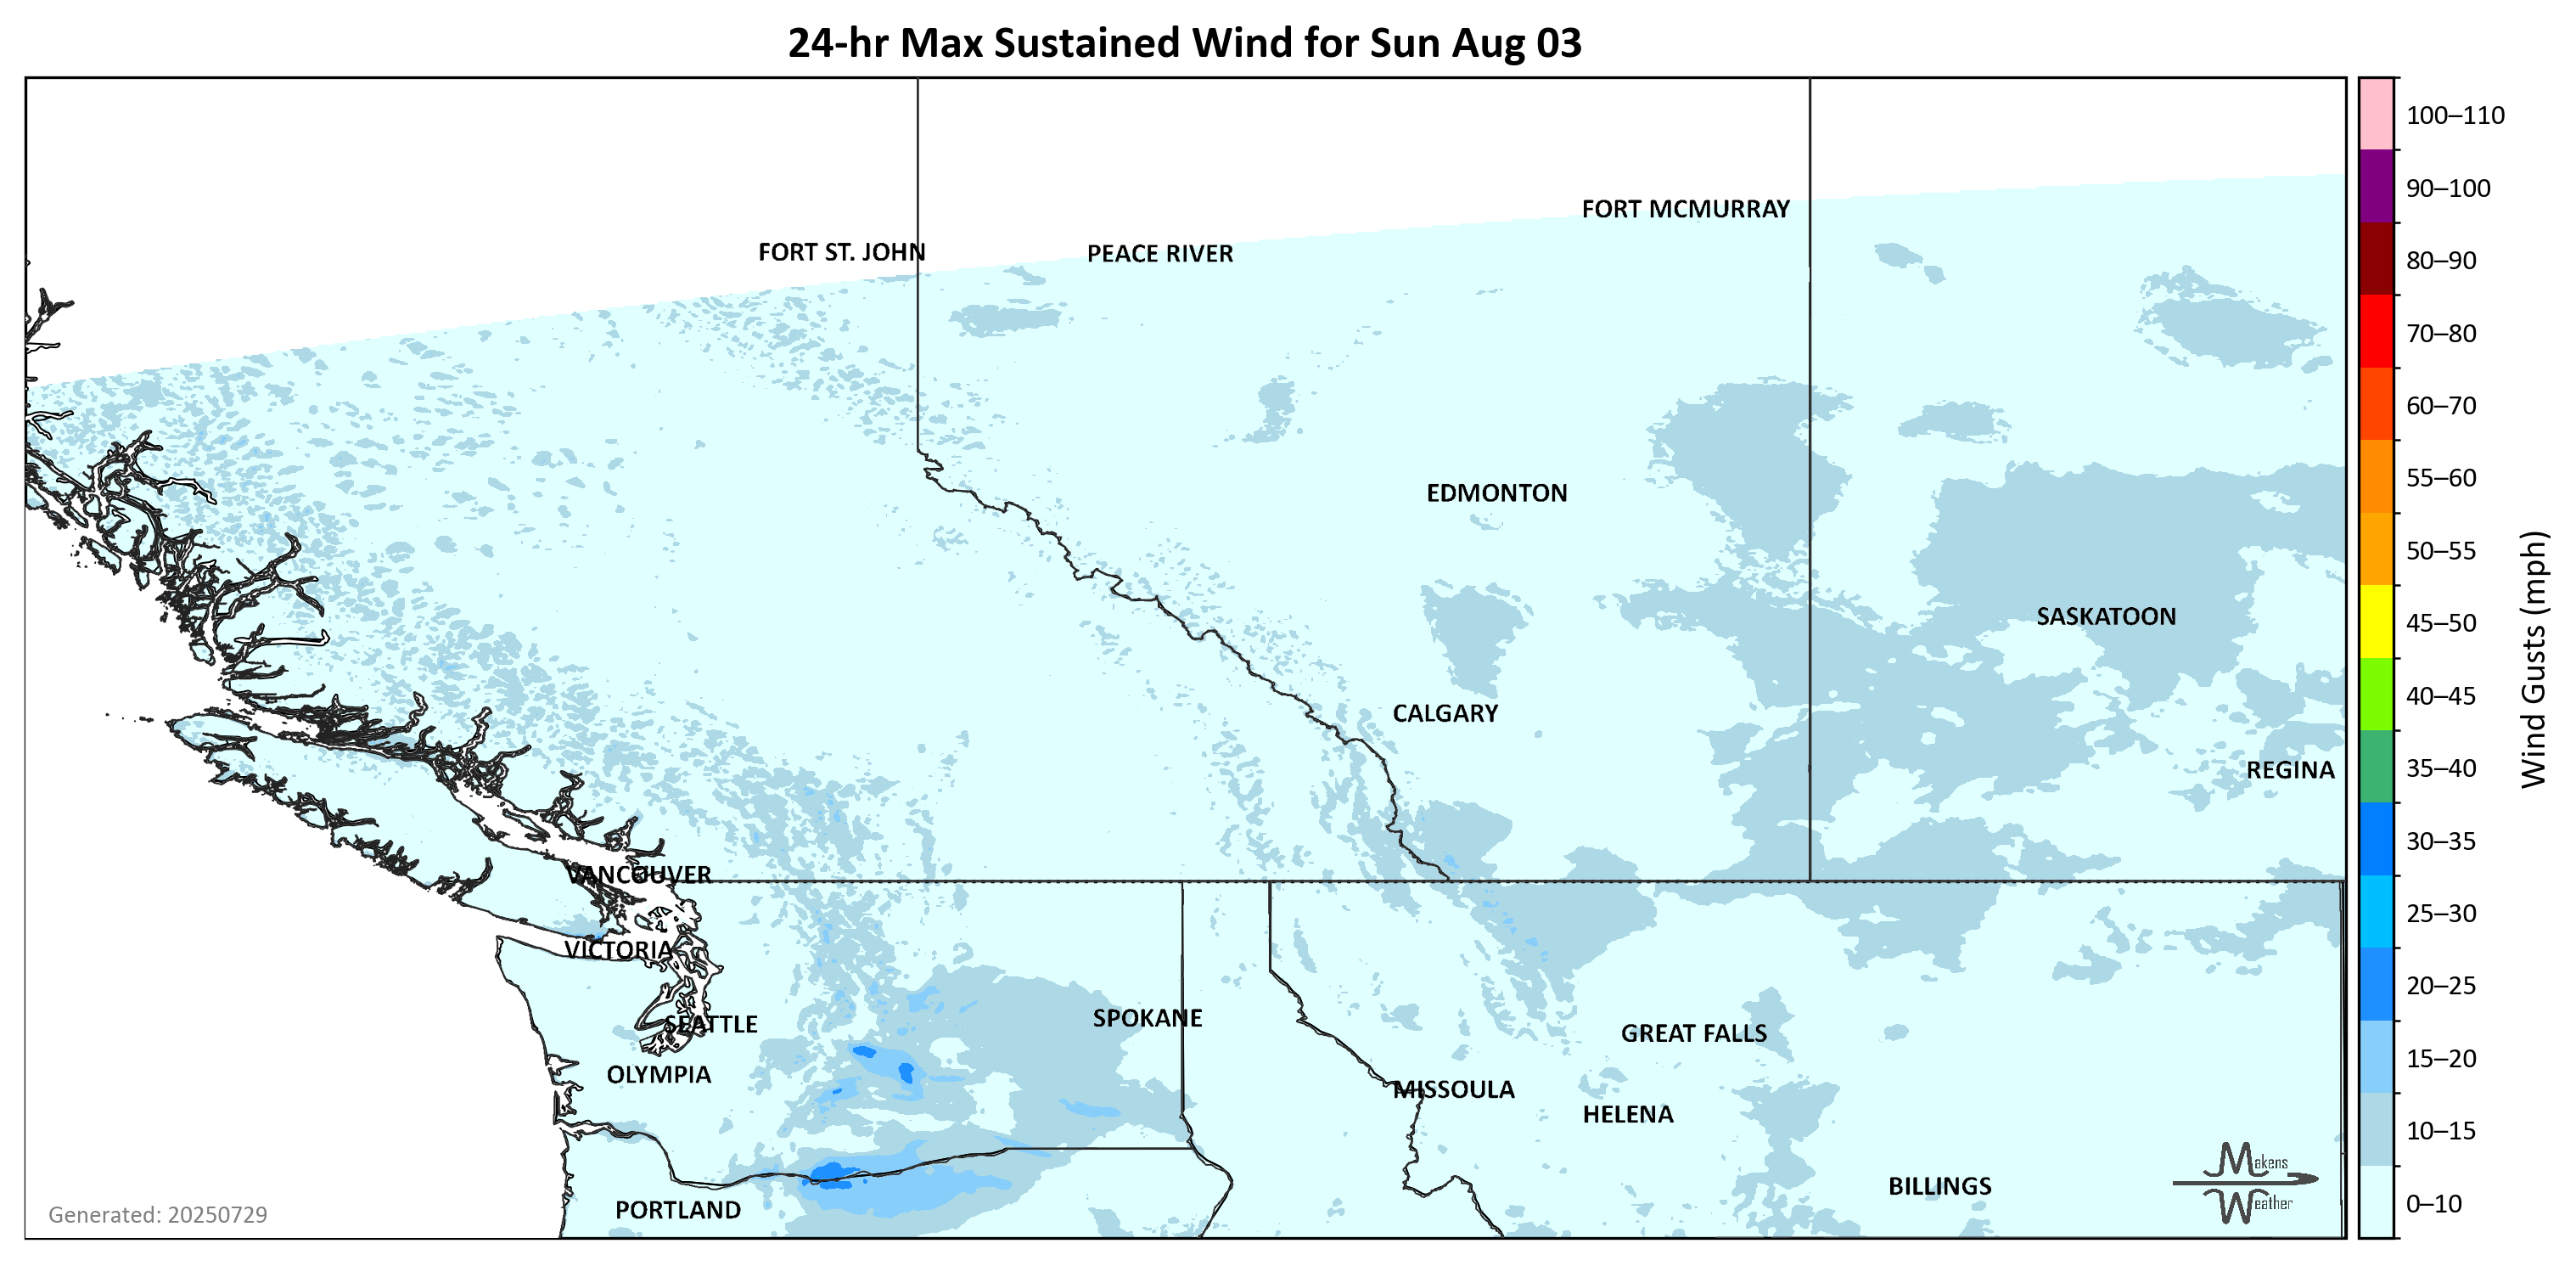 24-hr Max Sustained Wind for Sun Aug 03
100–110
FORT MCMURRAY
90–100
FORT ST. JOHN
PEACE RIVER
80–90
70–80
60–70
EDMONTON
55–60
50–55
SASKATOON
45–50
Wind Gusts (mph)
CALGARY
40–45
REGINA
35–40
VANCOUVER
30–35
VICTORIA
25–30
SEATTLE
SPOKANE
GREAT FALLS
20–25
OLYMPIA
MISSOULA
HELENA
15–20
10–15
Makens
Weather
BILLINGS
PORTLAND
Generated: 20250729
0–10